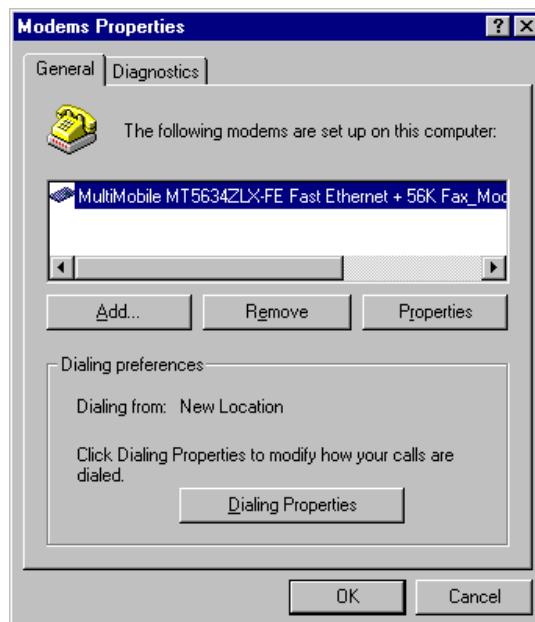 Modems Properties
General Diagnostics
The following modems are set up on this computer:
MultiMobile MT5634ZLX-FE Fast Ethernet + 56K Fax_Mod
Add... Remove Properties
Dialing preferences
Dialing from: New Location
Click Dialing Properties to modify how your calls are
dialed.
Dialing Properties
OK Cancel